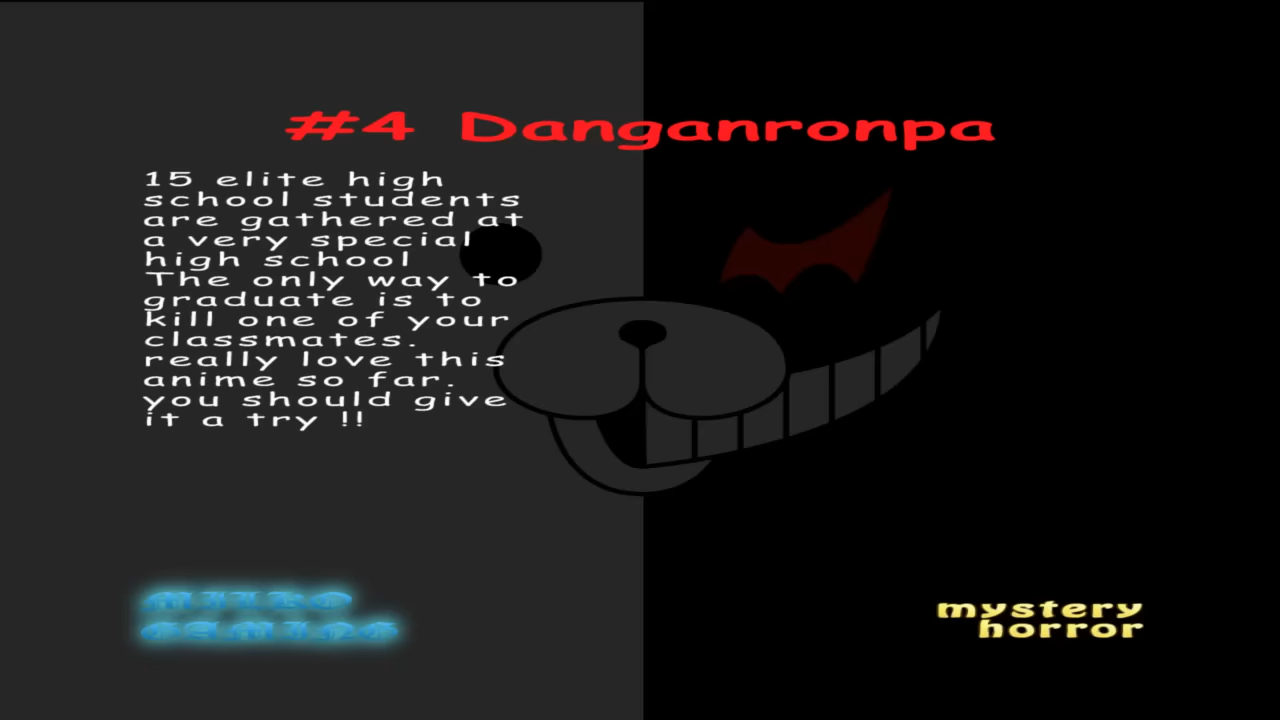 #4 Danganronpa
15 elite high
school students
are gathered at
a very special
high school
The only way to
graduate is to
kill one of your
classmates.
really love this
anime so far.
you should give
it a try !!
GAMING
mystery
horror